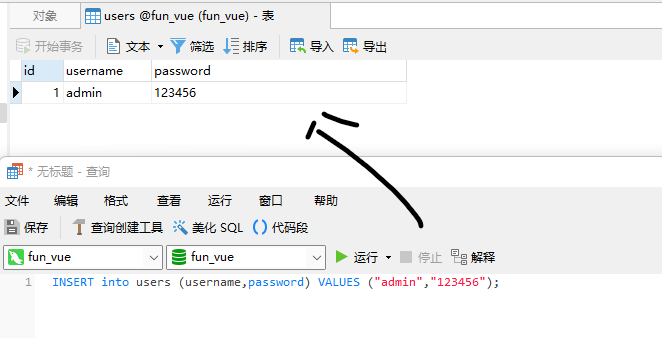 对象 users @fun_vue (fun_vue) - 表
开始事务 文本 筛选 排序 导入 导出
id username password
1 admin 123456
* 无标题 - 查询
文件 编辑 格式 查看 运行 窗口 帮助
保存 查询创建工具 美化 SQL () 代码段
fun_vue fun_vue 运行 停止 解释
1 INSERT into users (username,password) VALUES ("admin","123456");